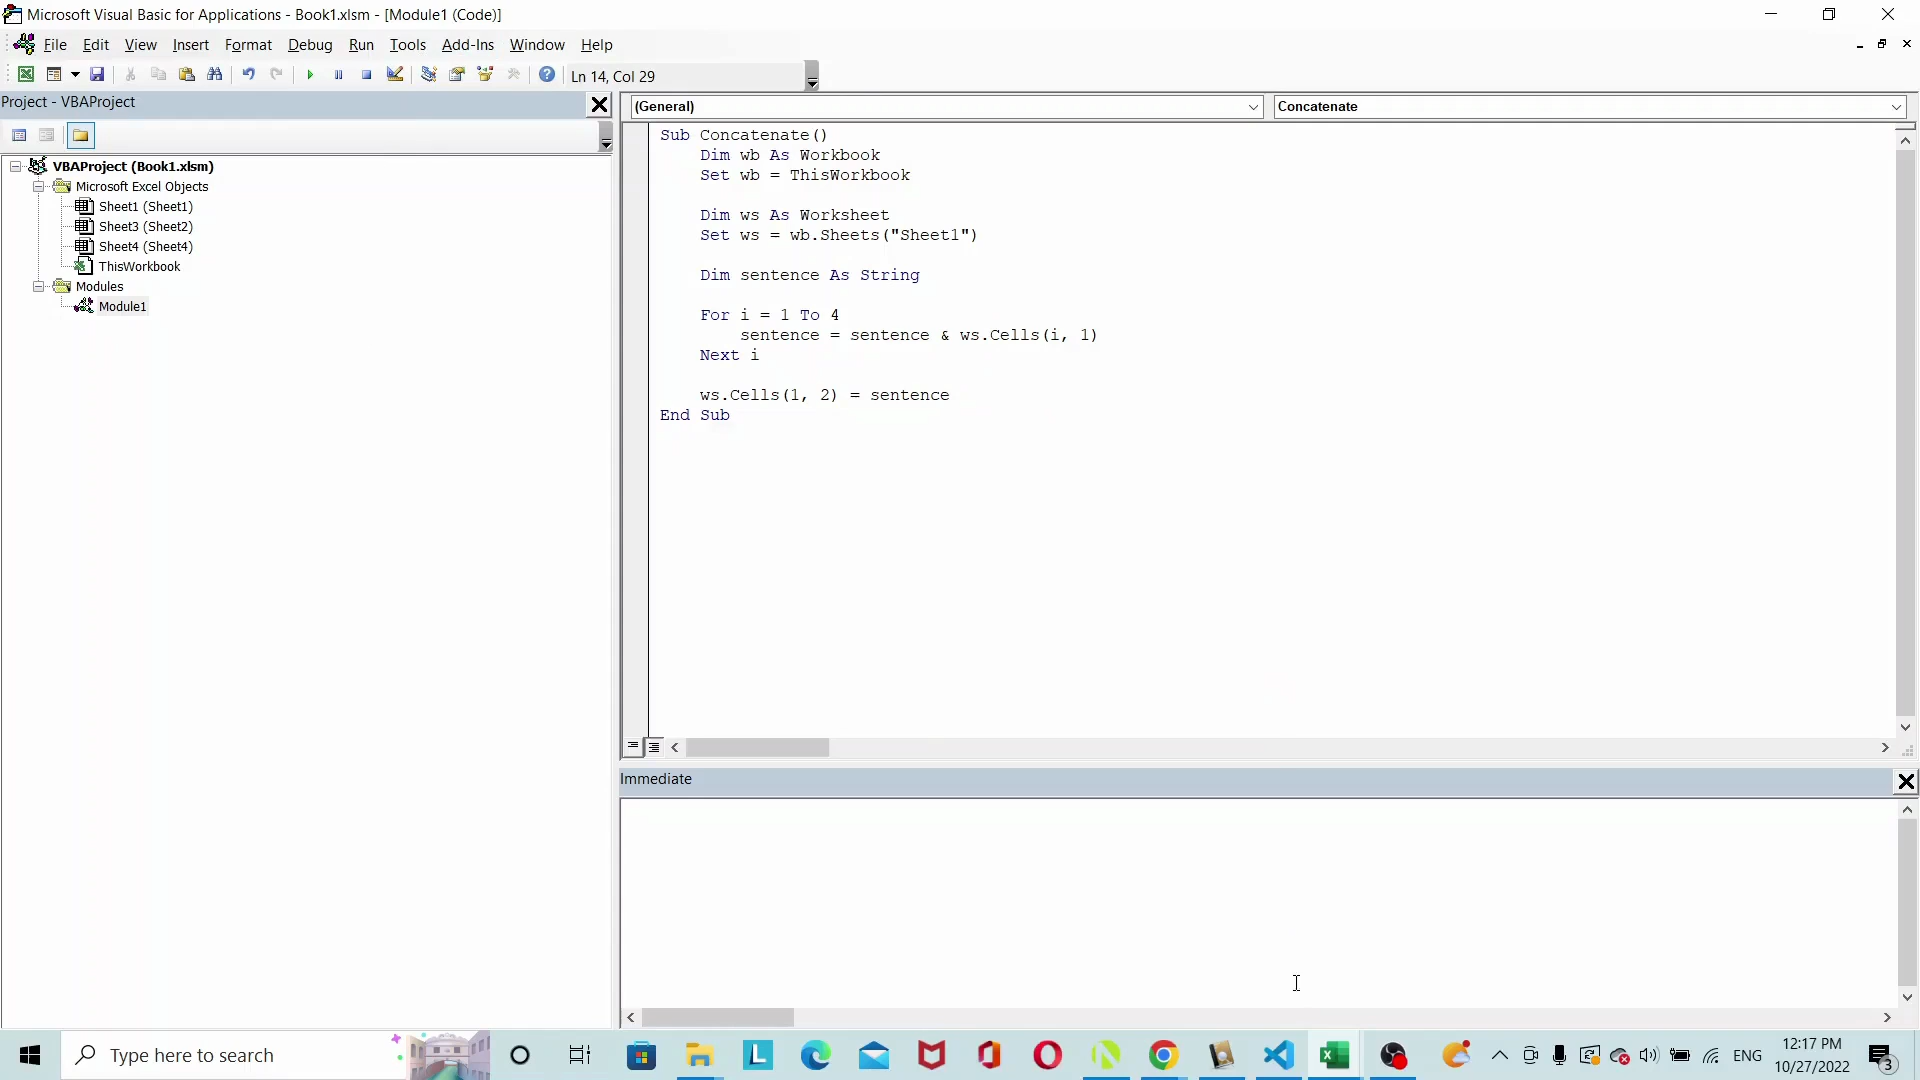 Microsoft Visual Basic for Applications - Book1.xlsm - [Module1 (Code)]
File Edit View Insert Format Debug Run Tools Add-Ins Window Help
Ln 14, Col 29
Project - VBAProject
(General)
Concatenate
VBAProject (Book1.xlsm)
Microsoft Excel Objects
Sheet1 (Sheet1)
Sheet3 (Sheet2)
Sheet4 (Sheet4)
ThisWorkbook
Modules
Module1
Sub Concatenate()
Dim wb As Workbook
Set wb = ThisWorkbook
Dim ws As Worksheet
Set ws = wb.Sheets("Sheet1")
Dim sentence As String
For i = 1 To 4
sentence = sentence & ws.Cells(i, 1)
Next i
ws.Cells(1, 2) = sentence
End Sub
Immediate
Type here to search
L
ENG
12:17 PM
10/27/2022
3